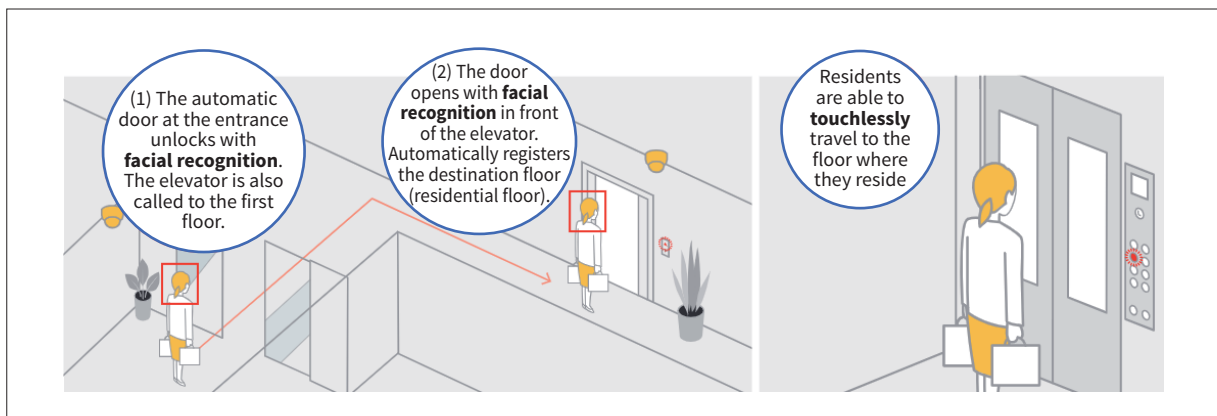 (1) The automatic
door at the entrance
unlocks with
facial recognition.
The elevator is also
called to the first
floor.
(2) The door
opens with facial
recognition in front
of the elevator.
Automatically registers
the destination floor
(residential floor).
Residents
are able to
touchlessly
travel to the
floor where
they reside